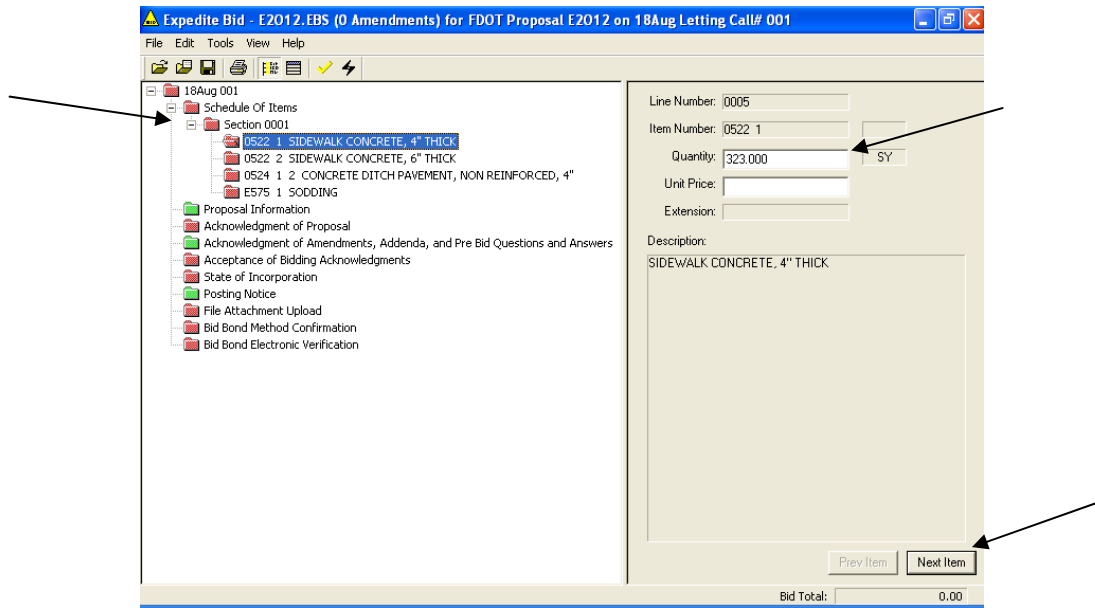 Expedite Bid - E2O12.EBS (0 Amendments) for FDOT Proposal E2O12 on 18Aug Letting Call# 001
File Edit Tools View Help
18Aug 001
Schedule Of Items
Section 0001
0522 1 SIDEWALK CONCRETE, 4" THICK
0522 2 SIDEWALK CONCRETE, 6" THICK
0524 1 2 CONCRETE DITCH PAVEMENT, NON REINFORCED, 4"
E575 1 SODDING
Proposal Information
Acknowledgment of Proposal
Acknowledgment of Amendments, Addenda, and Pre Bid Questions and Answers
Acceptance of Bidding Acknowledgments
State of Incorporation
Posting Notice
File Attachment Upload
Bid Bond Method Confirmation
Bid Bond Electronic Verification
Line Number: 0005
Item Number: 0522 1
Quantity: 323.000 SY
Unit Price:
Extension:
Description:
SIDEWALK CONCRETE, 4" THICK
Prev Item Next Item
Bid Total: 0.00